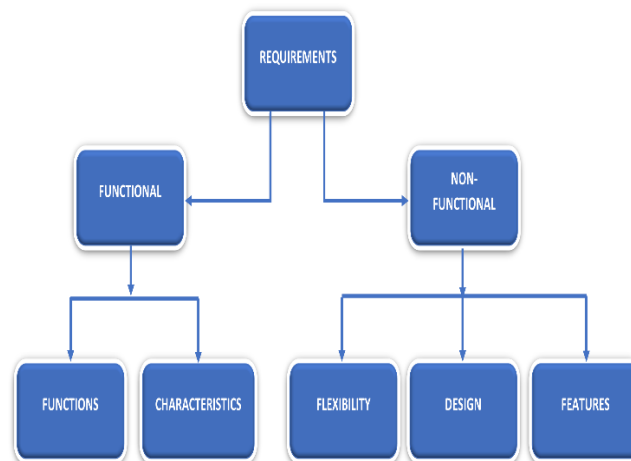 REQUIREMENTS
FUNCTIONAL
NON-
FUNCTIONAL
FUNCTIONS
CHARACTERISTICS
FLEXIBILITY
DESIGN
FEATURES